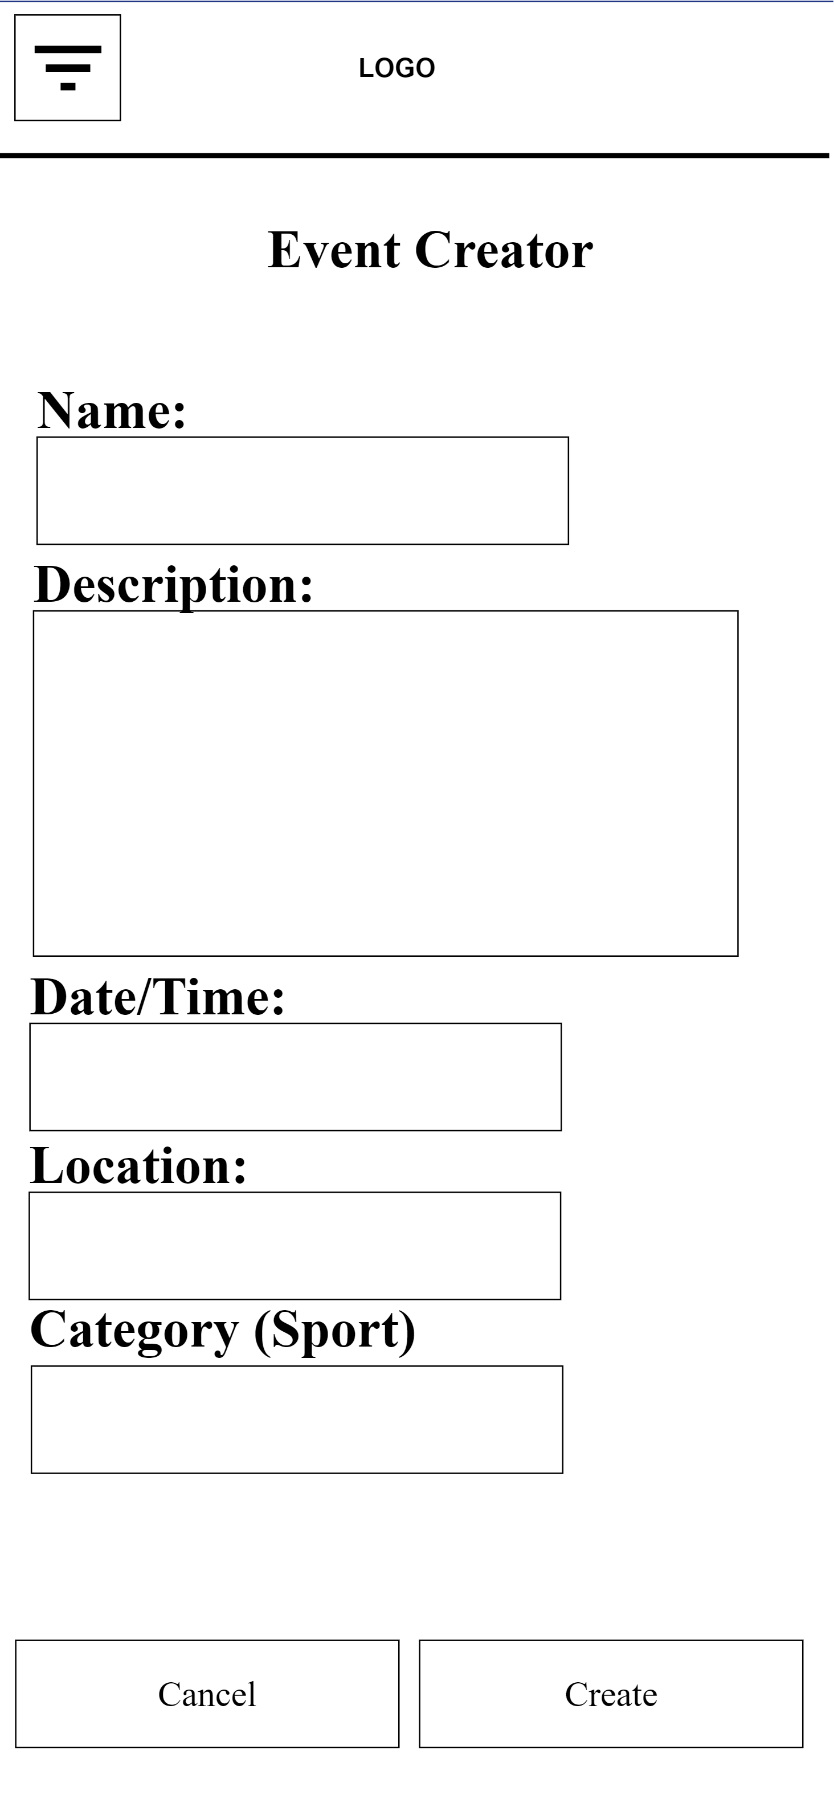 LOGO
Event Creator
Name:
Description:
Date/Time:
Location:
Category (Sport)
Cancel
Create